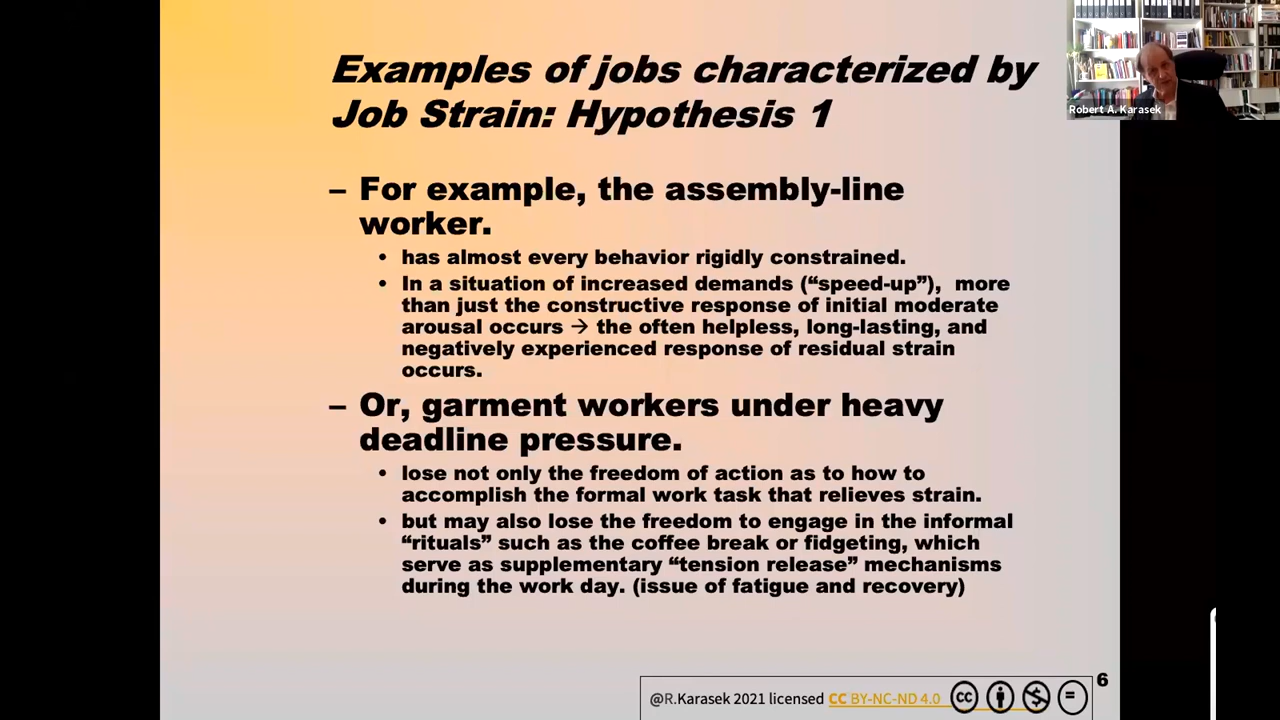 Examples of jobs characterized by
Job Strain: Hypothesis 1
Robert A. Karasek
– For example, the assembly-line
worker.
• has almost every behavior rigidly constrained.
• In a situation of increased demands (“speed-up”), more
than just the constructive response of initial moderate
arousal occurs → the often helpless, long-lasting, and
negatively experienced response of residual strain
occurs.
– Or, garment workers under heavy
deadline pressure.
• lose not only the freedom of action as to how to
accomplish the formal work task that relieves strain.
• but may also lose the freedom to engage in the informal
“rituals” such as the coffee break or fidgeting, which
serve as supplementary “tension release” mechanisms
during the work day. (issue of fatigue and recovery)
@R.Karasek 2021 licensed CC BY-NC-ND 4.0
6